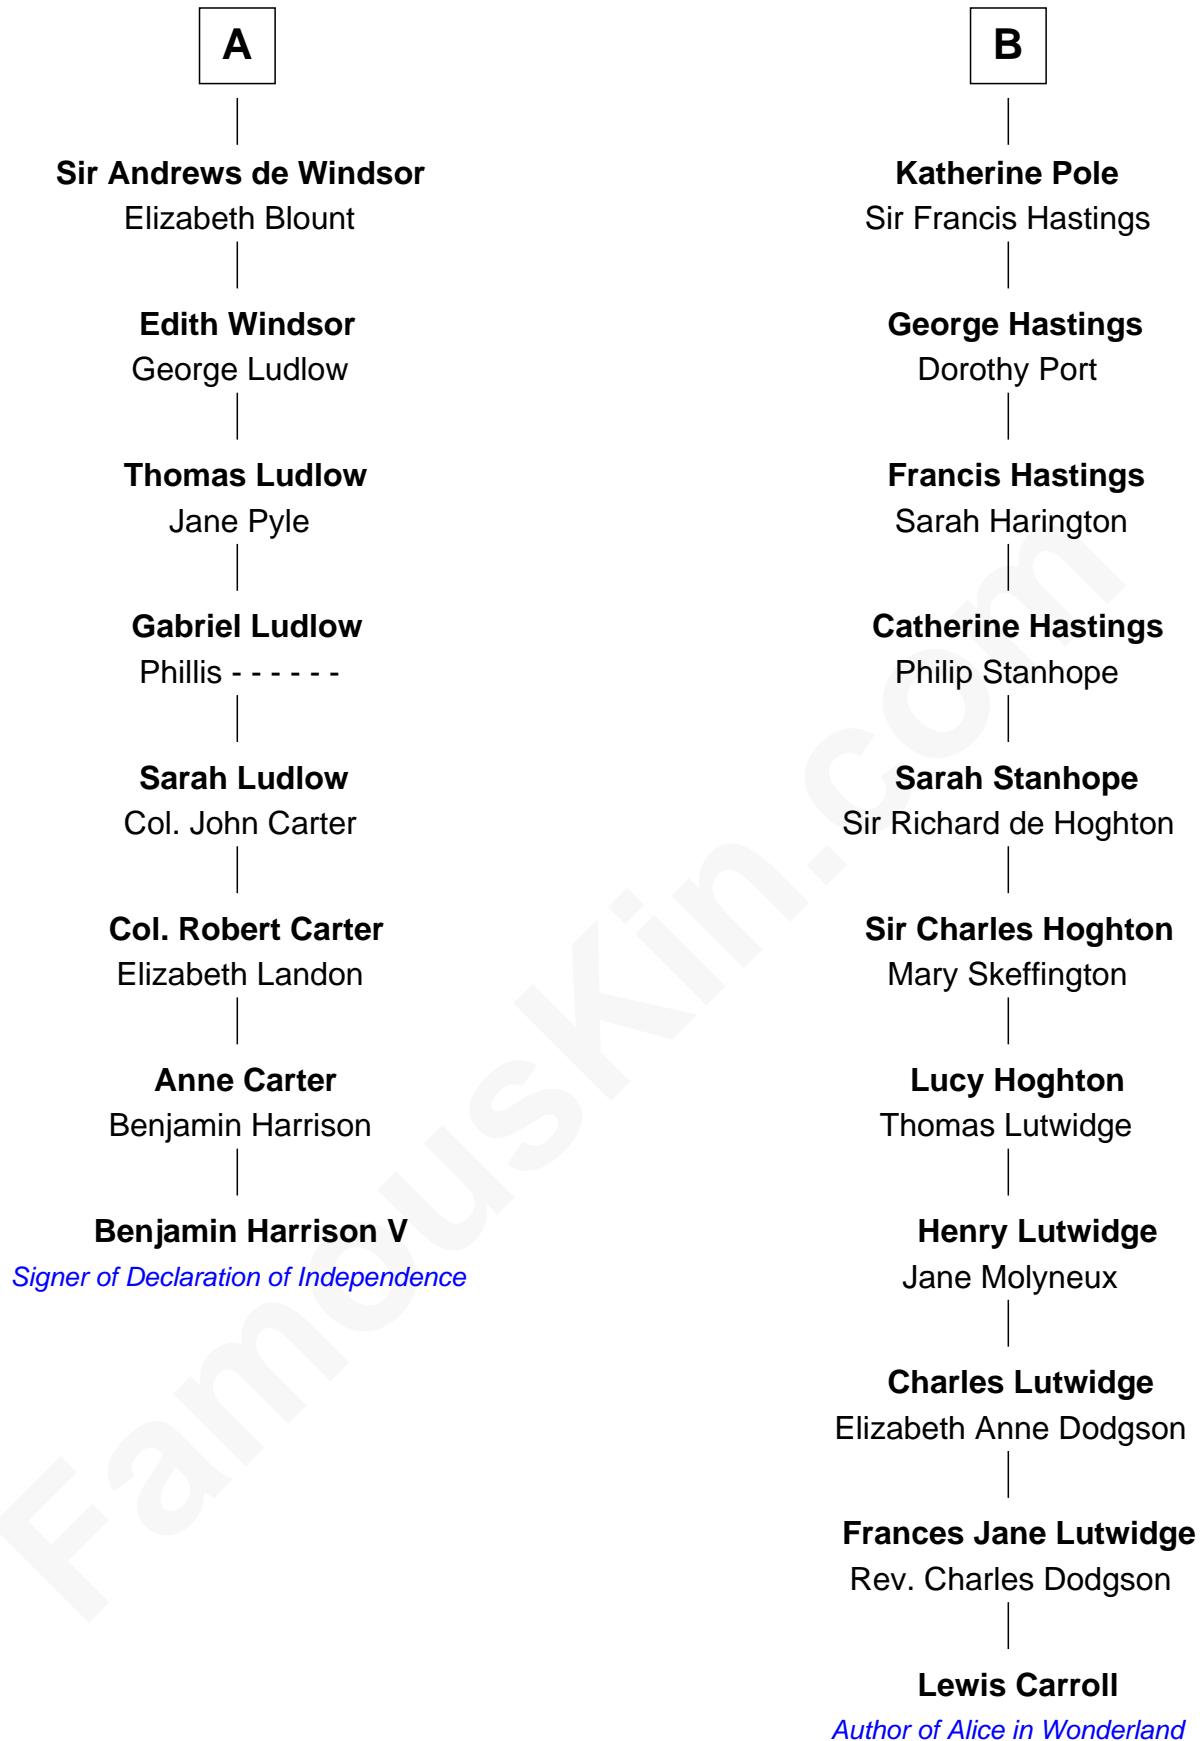 A
Sir Andrews de Windsor
Elizabeth Blount
Edith Windsor
George Ludlow
Thomas Ludlow
Jane Pyle
Gabriel Ludlow
Phillis - - - - - -
Sarah Ludlow
Col. John Carter
Col. Robert Carter
Elizabeth Landon
Anne Carter
Benjamin Harrison
Benjamin Harrison V
Signer of Declaration of Independence
B
Katherine Pole
Sir Francis Hastings
George Hastings
Dorothy Port
Francis Hastings
Sarah Harington
Catherine Hastings
Philip Stanhope
Sarah Stanhope
Sir Richard de Hoghton
Sir Charles Hoghton
Mary Skeffington
Lucy Hoghton
Thomas Lutwidge
Henry Lutwidge
Jane Molyneux
Charles Lutwidge
Elizabeth Anne Dodgson
Frances Jane Lutwidge
Rev. Charles Dodgson
Lewis Carroll
Author of Alice in Wonderland
FamousKin.com